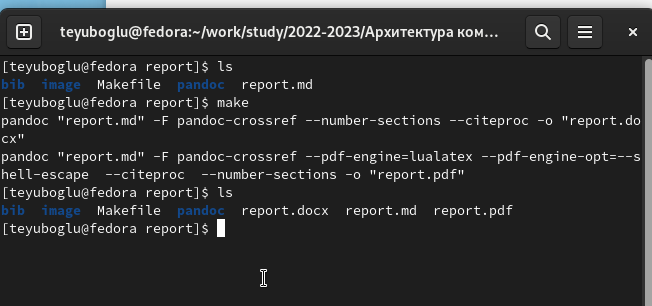 teyuboglu@fedora:~/work/study/2022-2023/Архитектура ком...
[teyuboglu@fedora report]$ ls
bib  image  Makefile  pandoc  report.md
[teyuboglu@fedora report]$ make
pandoc "report.md" -F pandoc-crossref --number-sections --citeproc -o "report.do
cx"
pandoc "report.md" -F pandoc-crossref --pdf-engine=lualatex --pdf-engine-opt=--s
hell-escape  --citeproc  --number-sections -o "report.pdf"
[teyuboglu@fedora report]$ ls
bib  image  Makefile  pandoc  report.docx  report.md  report.pdf
[teyuboglu@fedora report]$